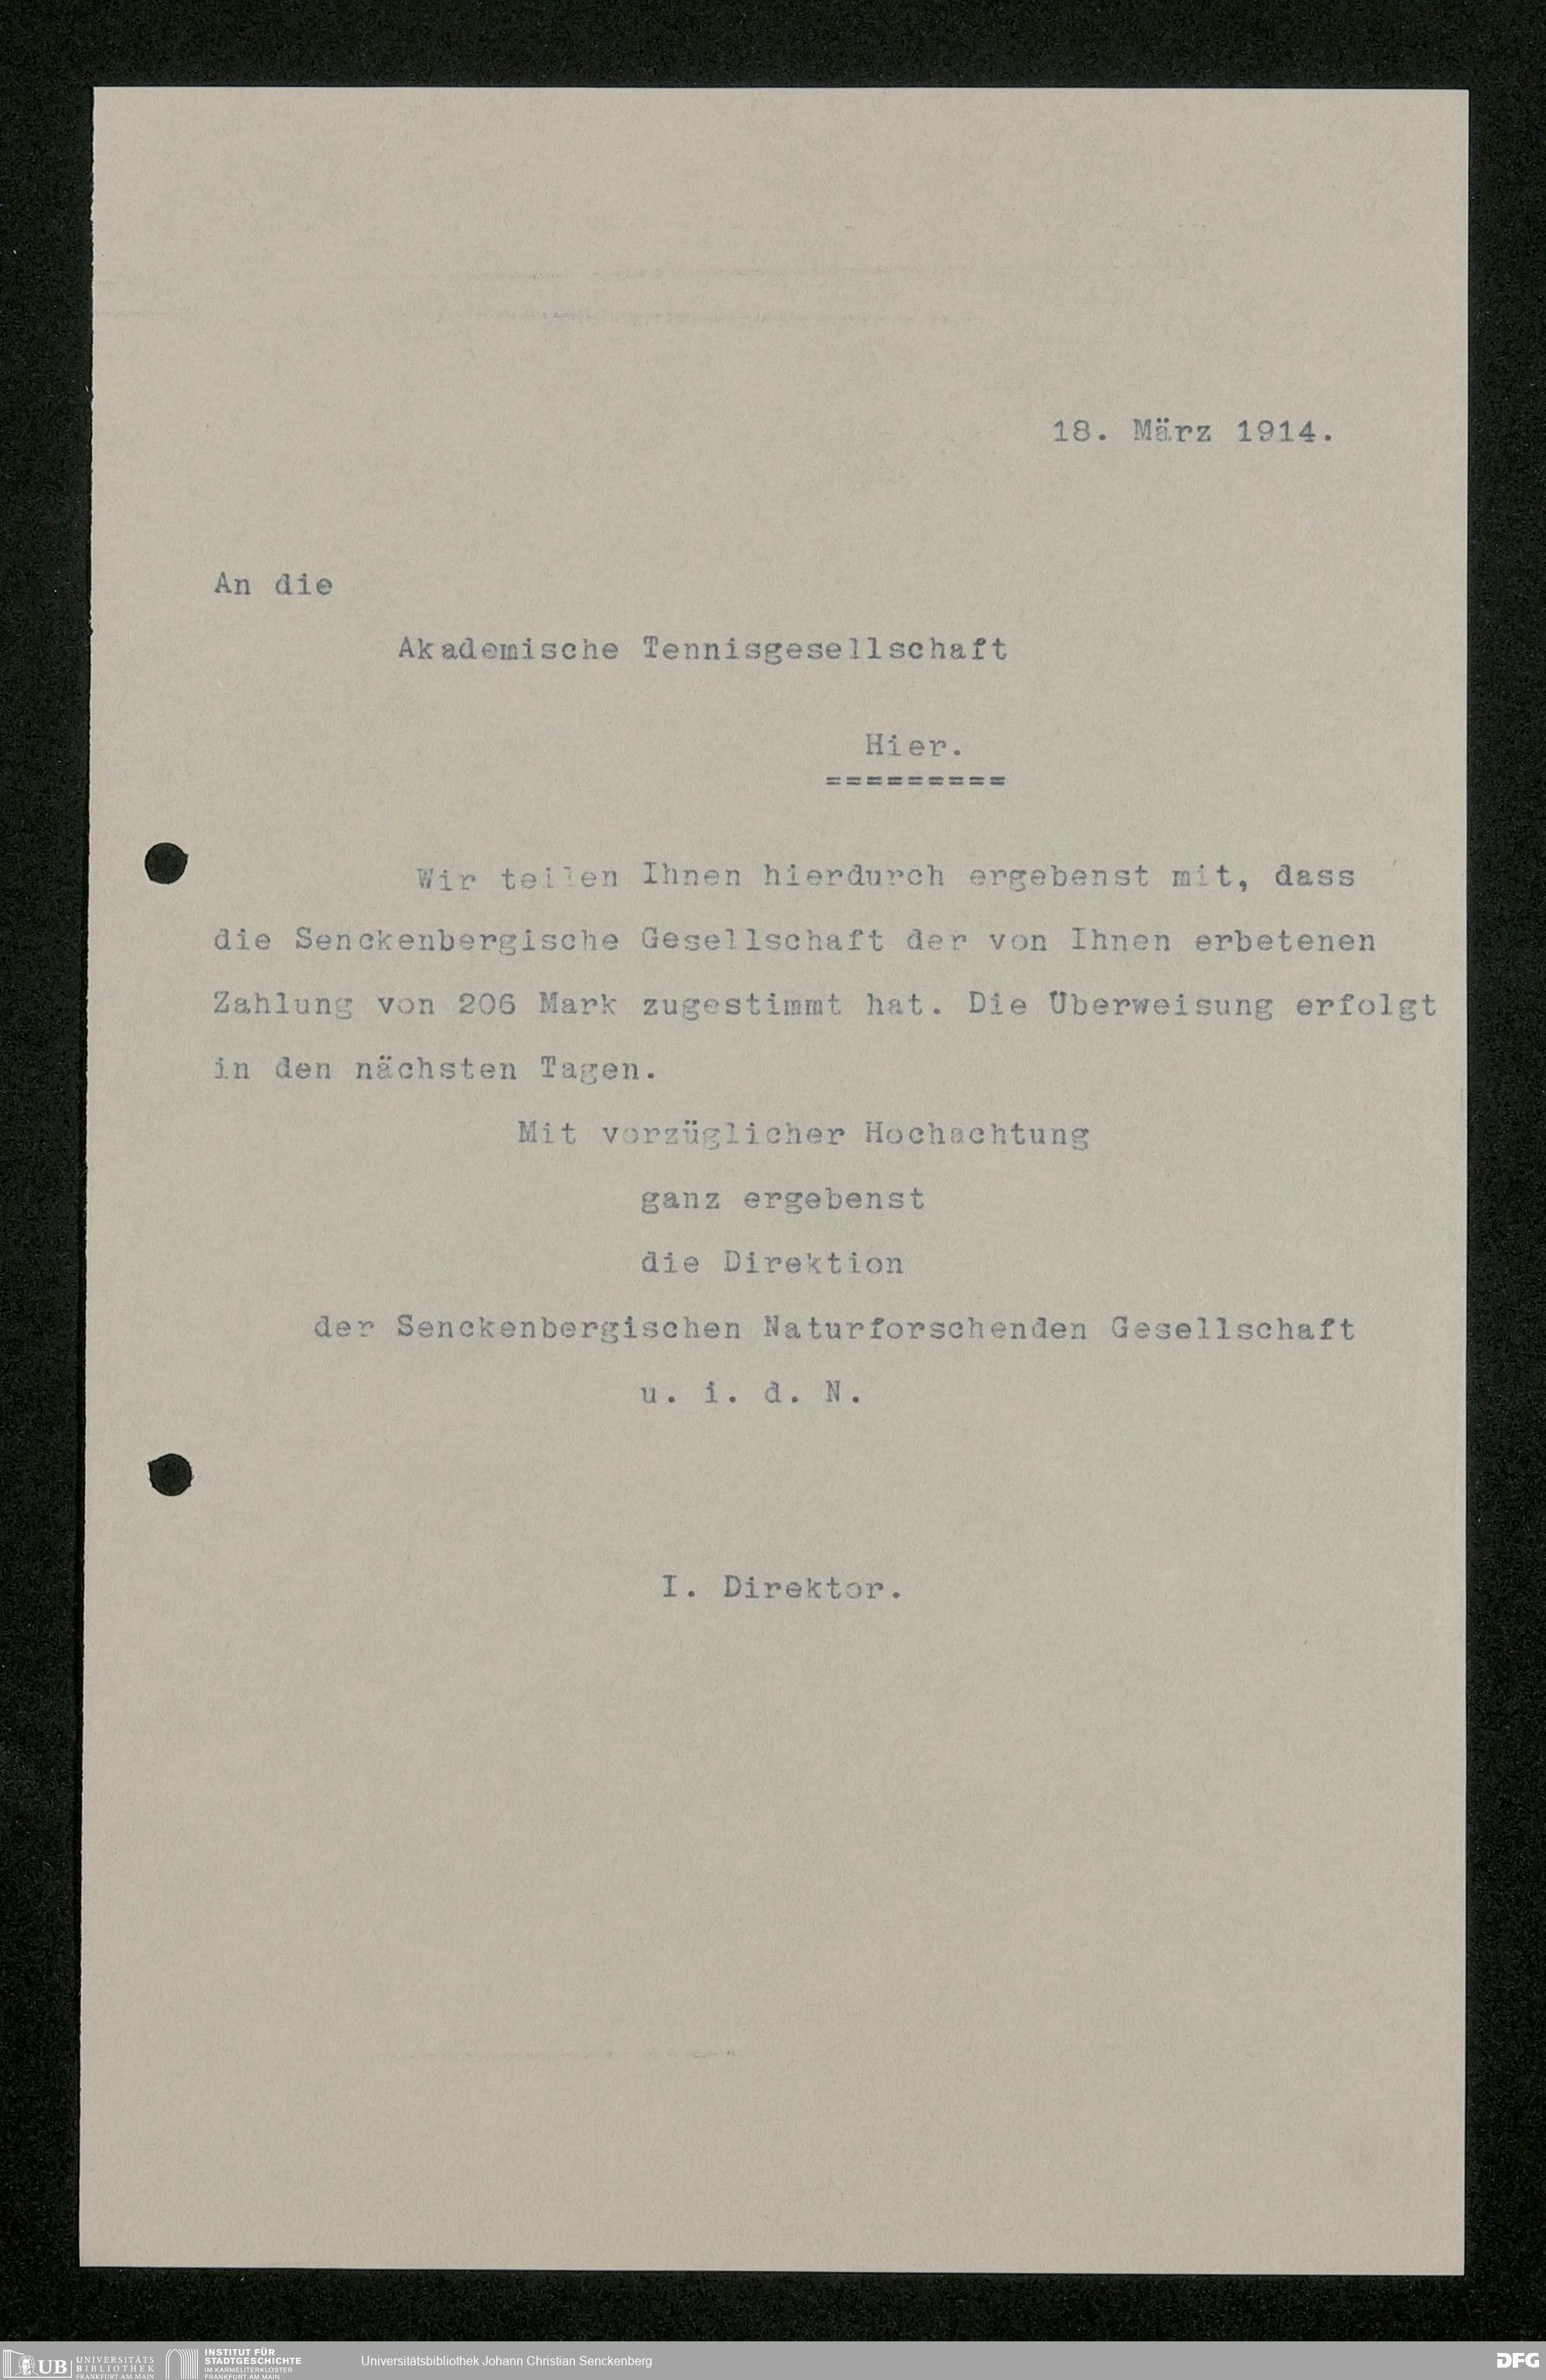 18. März 1914.
An die
Akademische Tennisgesellschaft
Hier.
=========
Wir teilen Ihnen hierdurch ergebenst mit, dass
die Senckenbergische Gesellschaft der von Ihnen erbetenen
Zahlung von 206 Mark zugestimmt hat. Die Überweisung erfolgt
in den nächsten Tagen.
Mit vorzüglicher Hochachtung
ganz ergebenst
die Direktion
der Senckenbergischen Naturforschenden Gesellschaft
u. i. d. N.
I. Direktor.
UB UNIVERSITÄTS
BIBLIOTHEK
FRANKFURT AM MAIN
INSTITUT FÜR
STADTGESCHICHTE
IM KARMELITERKLOSTER
FRANKFURT AM MAIN
Universitätsbibliothek Johann Christian Senckenberg
DFG